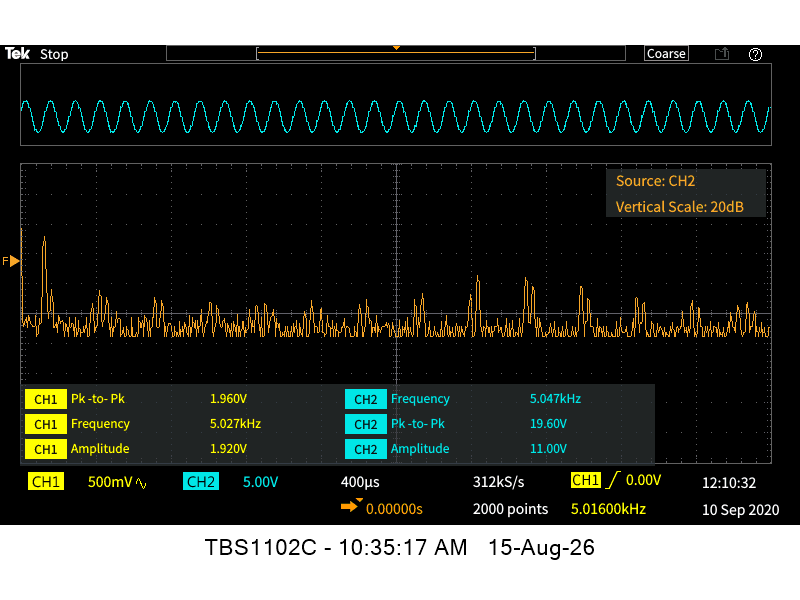 Tek Stop Coarse
Source: CH2
Vertical Scale: 20dB
F
CH1 Pk -to- Pk 1.960V CH2 Frequency 5.047kHz
CH1 Frequency 5.027kHz CH2 Pk -to- Pk 19.60V
CH1 Amplitude 1.920V CH2 Amplitude 11.00V
CH1 500mV CH2 5.00V 400µs 312kS/s CH1 0.00V 12:10:32
0.00000s 2000 points 5.01600kHz 10 Sep 2020
TBS1102C - 10:35:17 AM 15-Aug-26